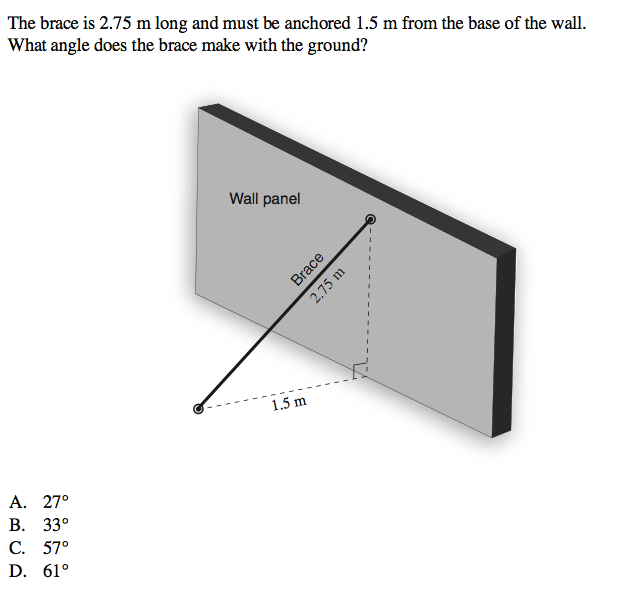 The brace is 2.75 m long and must be anchored 1.5 m from the base of the wall.
What angle does the brace make with the ground?
Wall panel
Brace
2.75 m
1.5 m
A. 27°
B. 33°
C. 57°
D. 61°